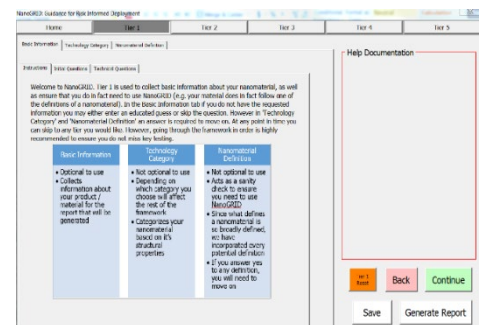 NanoGRID: Guidance for Risk Informed Deployment
Home
Tier 1
Tier 2
Tier 3
Tier 4
Tier 5
Basic Information
Technology Category
Nanomaterial Definition
Instructions
Initial Questions
Technical Questions
Welcome to NanoGRID. Tier 1 is used to collect basic information about your nanomaterial, as well
as ensure that you do in fact need to use NanoGRID (e.g. your material does in fact follow one of
the definitions of a nanomaterial). In the Basic Information tab if you do not have the requested
information you may either enter an educated guess or skip the question. However in 'Technology
Category' and 'Nanomaterial Definition' an answer is required to move on. At any point in time you
can skip to any tier you would like. However, going through the framework in order is highly
recommended to ensure you do not miss key testing.
Basic Information
• Optional to use
• Collects
information about
your product /
material for the
report that will be
generated
Technology
Category
• Not optional to use
• Depending on
which category you
choose will affect
the rest of the
framework
• Categorizes your
nanomaterial
based on it's
structural
properties
Nanomaterial
Definition
• Not optional to use
• Acts as a sanity
check to ensure
you need to use
NanoGRID
• Since what defines
a nanomaterial is
so broadly defined,
we have
incorporated every
potential definition
• If you answer yes
to any definition,
you will need to
move on
Help Documentation
Tier 1
Reset
Back
Continue
Save
Generate Report